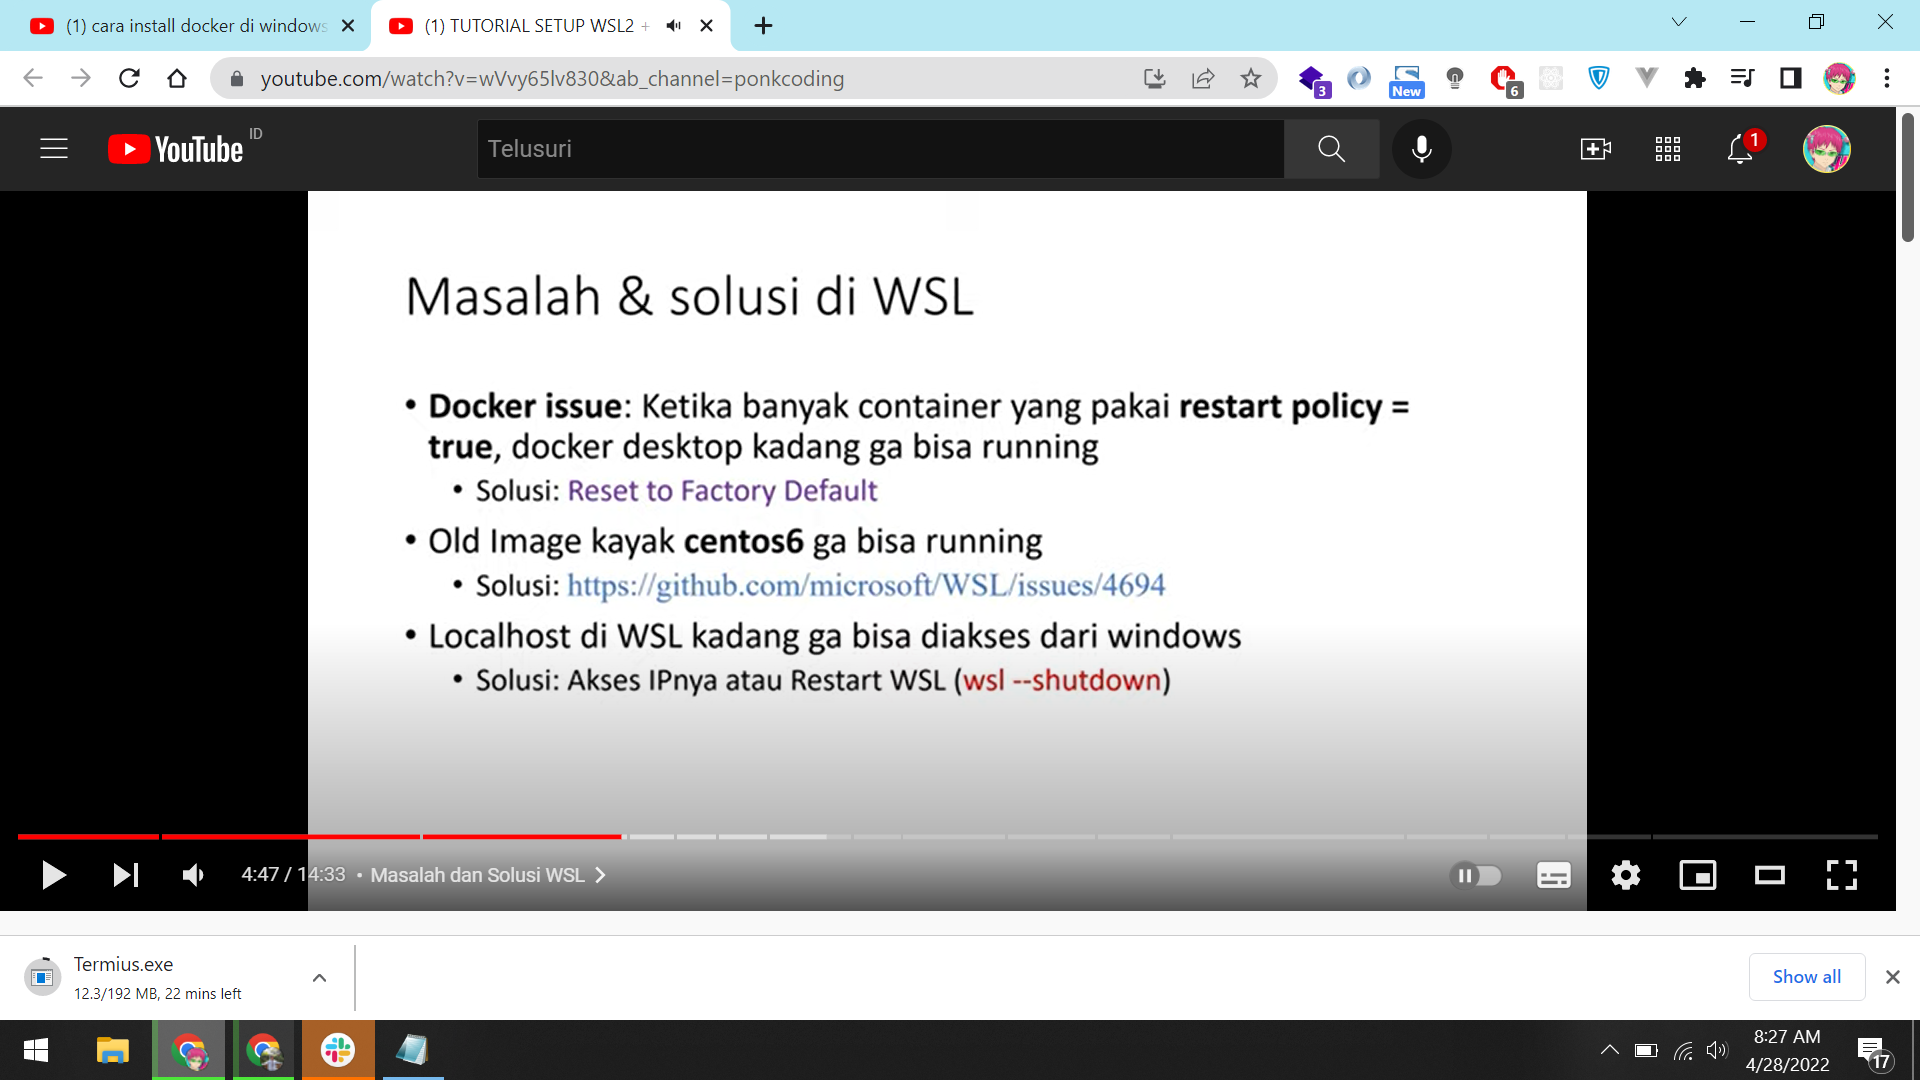 (1) cara install docker di windows
(1) TUTORIAL SETUP WSL2 +
youtube.com/watch?v=wVvy65lv830&ab_channel=ponkcoding
3
New
6
YouTube ID
Telusuri
1
Masalah & solusi di WSL
• Docker issue: Ketika banyak container yang pakai restart policy =
true, docker desktop kadang ga bisa running
• Solusi: Reset to Factory Default
• Old Image kayak centos6 ga bisa running
• Solusi: https://github.com/microsoft/WSL/issues/4694
• Localhost di WSL kadang ga bisa diakses dari windows
• Solusi: Akses IPnya atau Restart WSL (wsl --shutdown)
4:47 / 14:33 • Masalah dan Solusi WSL
Termius.exe
12.3/192 MB, 22 mins left
Show all
8:27 AM
4/28/2022
17